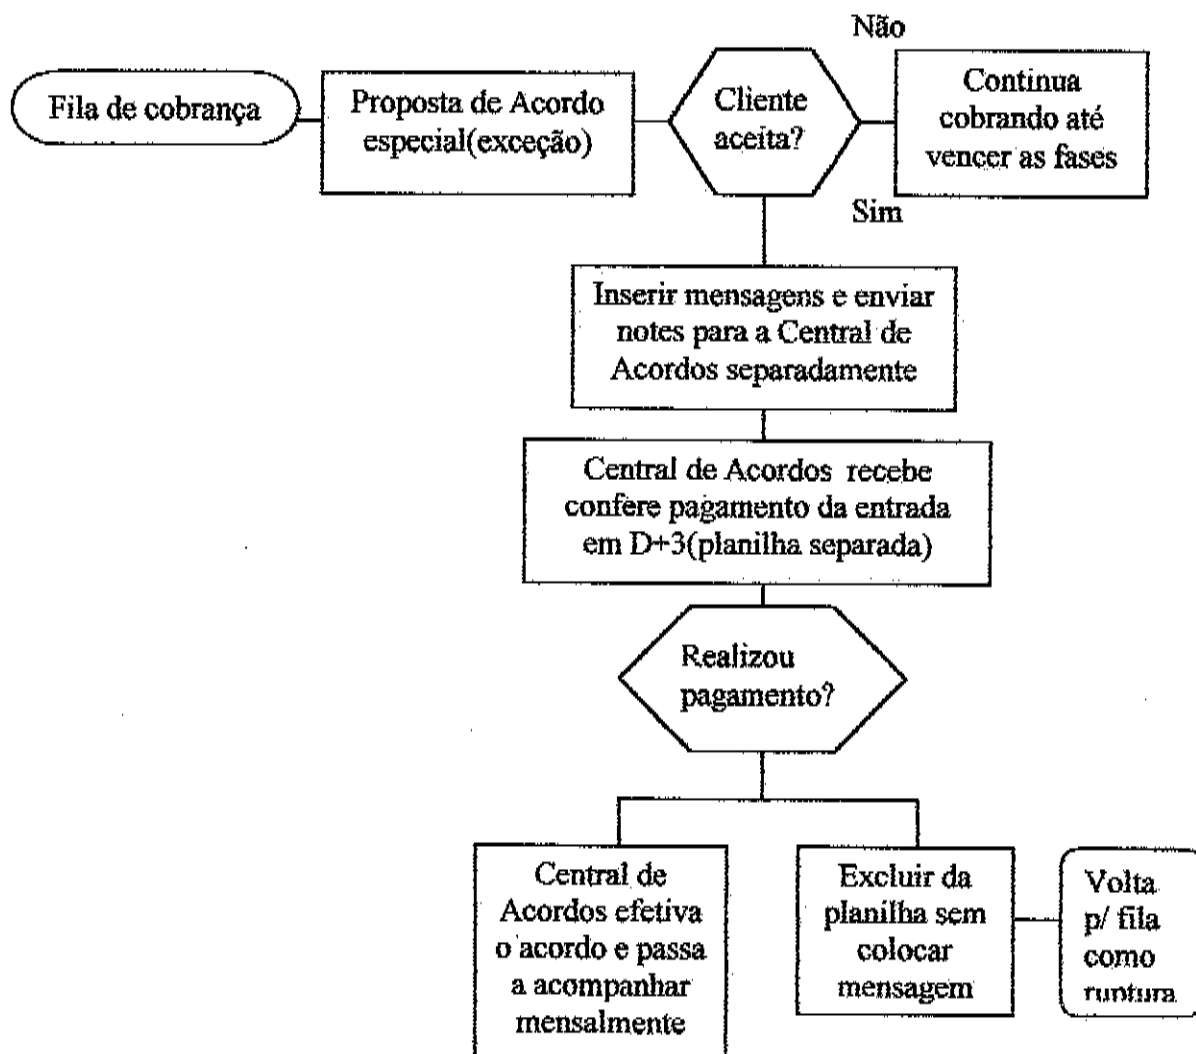 Não
Fila de cobrança
Proposta de Acordo
especial(exceção)
Cliente
aceita?
Continua
cobrando até
vencer as fases
Sim
Inserir mensagens e enviar
notes para a Central de
Acordos separadamente
Central de Acordos recebe
confere pagamento da entrada
em D+3(planilha separada)
Realizou
pagamento?
Central de
Acordos efetiva
o acordo e passa
a acompanhar
mensalmente
Excluir da
planilha sem
colocar
mensagem
Volta
p/ fila
como
runtura